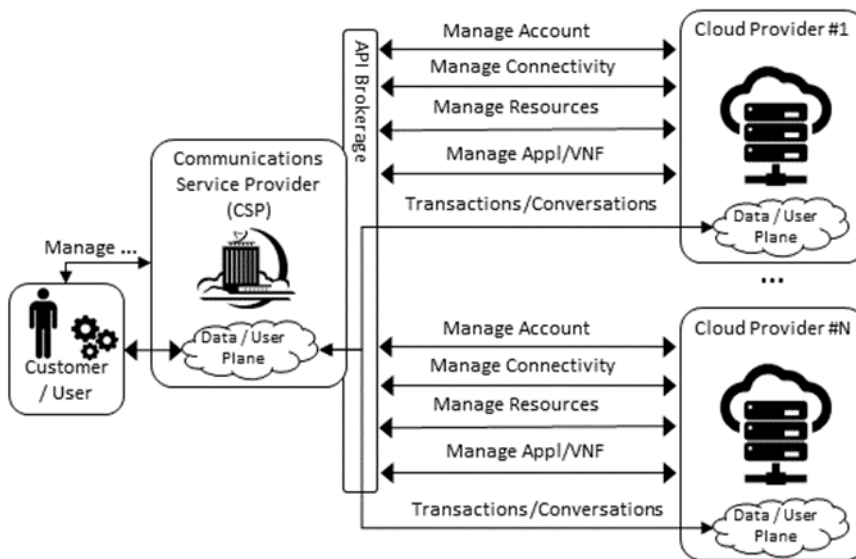 Manage Account
Cloud Provider #1
Manage Connectivity
API Brokerage
Manage Resources
Communications
Service Provider
(CSP)
Manage Appl/VNF
Transactions/Conversations
Data / User
Plane
Manage ...
...
Customer
/ User
Data / User
Plane
Manage Account
Cloud Provider #N
Manage Connectivity
Manage Resources
Manage Appl/VNF
Transactions/Conversations
Data / User
Plane